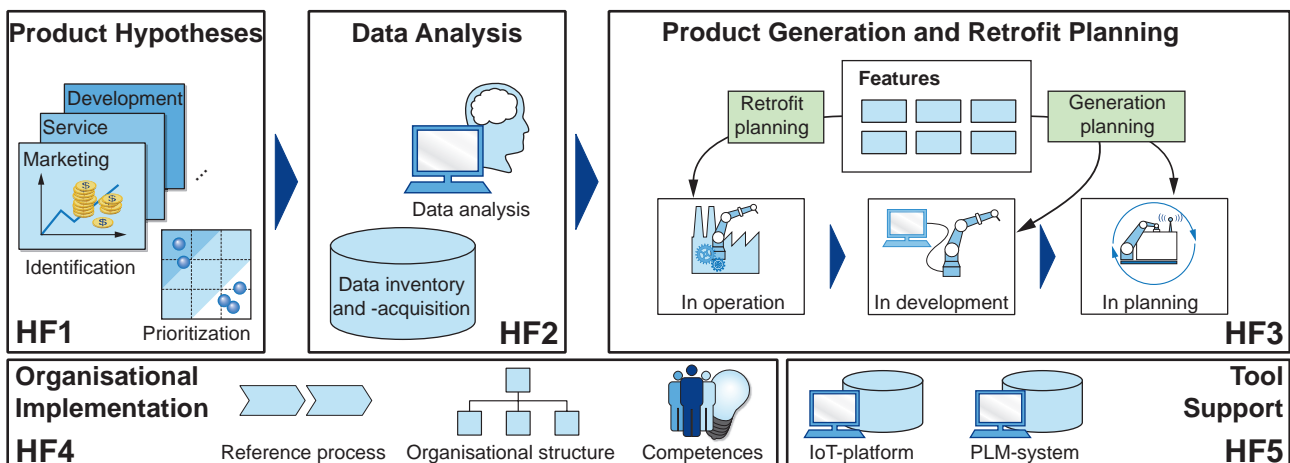 Product Hypotheses
Development
Service
Marketing
...
$
$
$
$
Identification
Prioritization
HF1
Data Analysis
Data analysis
Data inventory
and -acquisition
HF2
Product Generation and Retrofit Planning
Features
Retrofit
planning
Generation
planning
In operation
In development
In planning
HF3
Organisational
Implementation
HF4
Reference process
Organisational structure
Competences
IoT-platform
PLM-system
Tool
Support
HF5